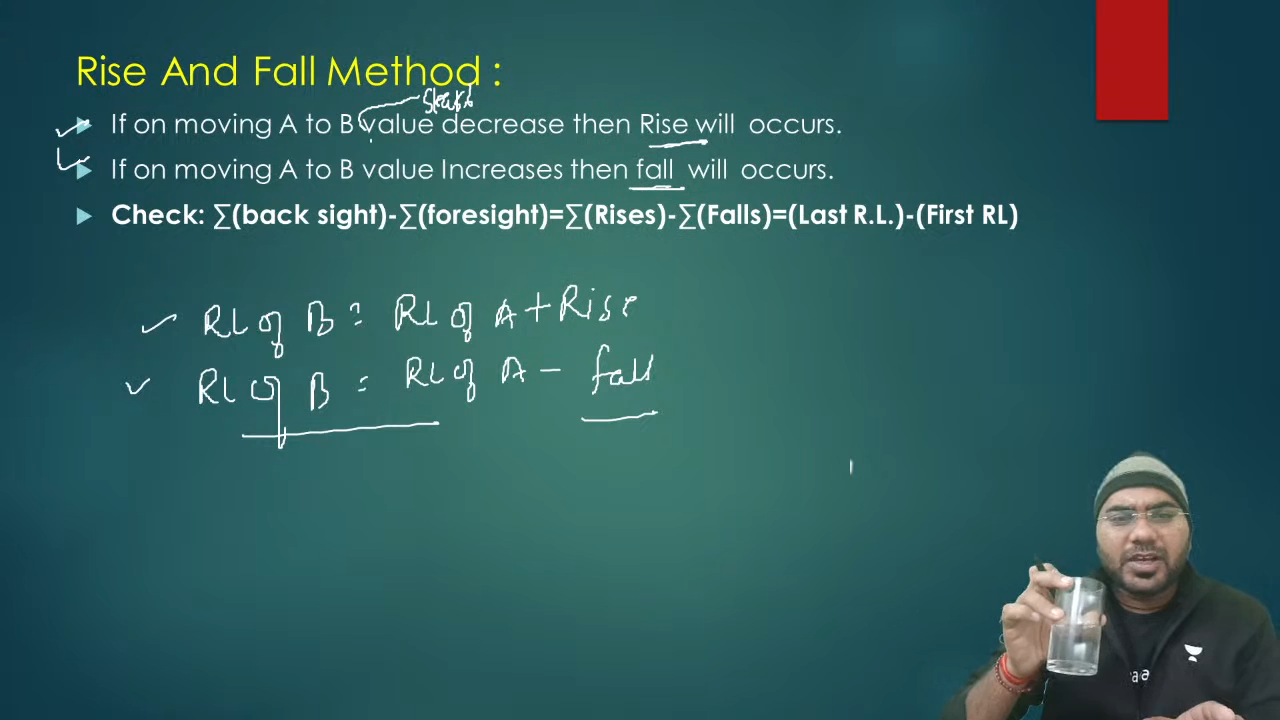 Rise And Fall Method :
If on moving A to B value decrease then Rise will occurs.
If on moving A to B value Increases then fall will occurs.
Check: ∑(back sight)-∑(foresight)=∑(Rises)-∑(Falls)=(Last R.L.)-(First RL)
RL of B = RL of A + Rise
RL of B = RL of A - fall